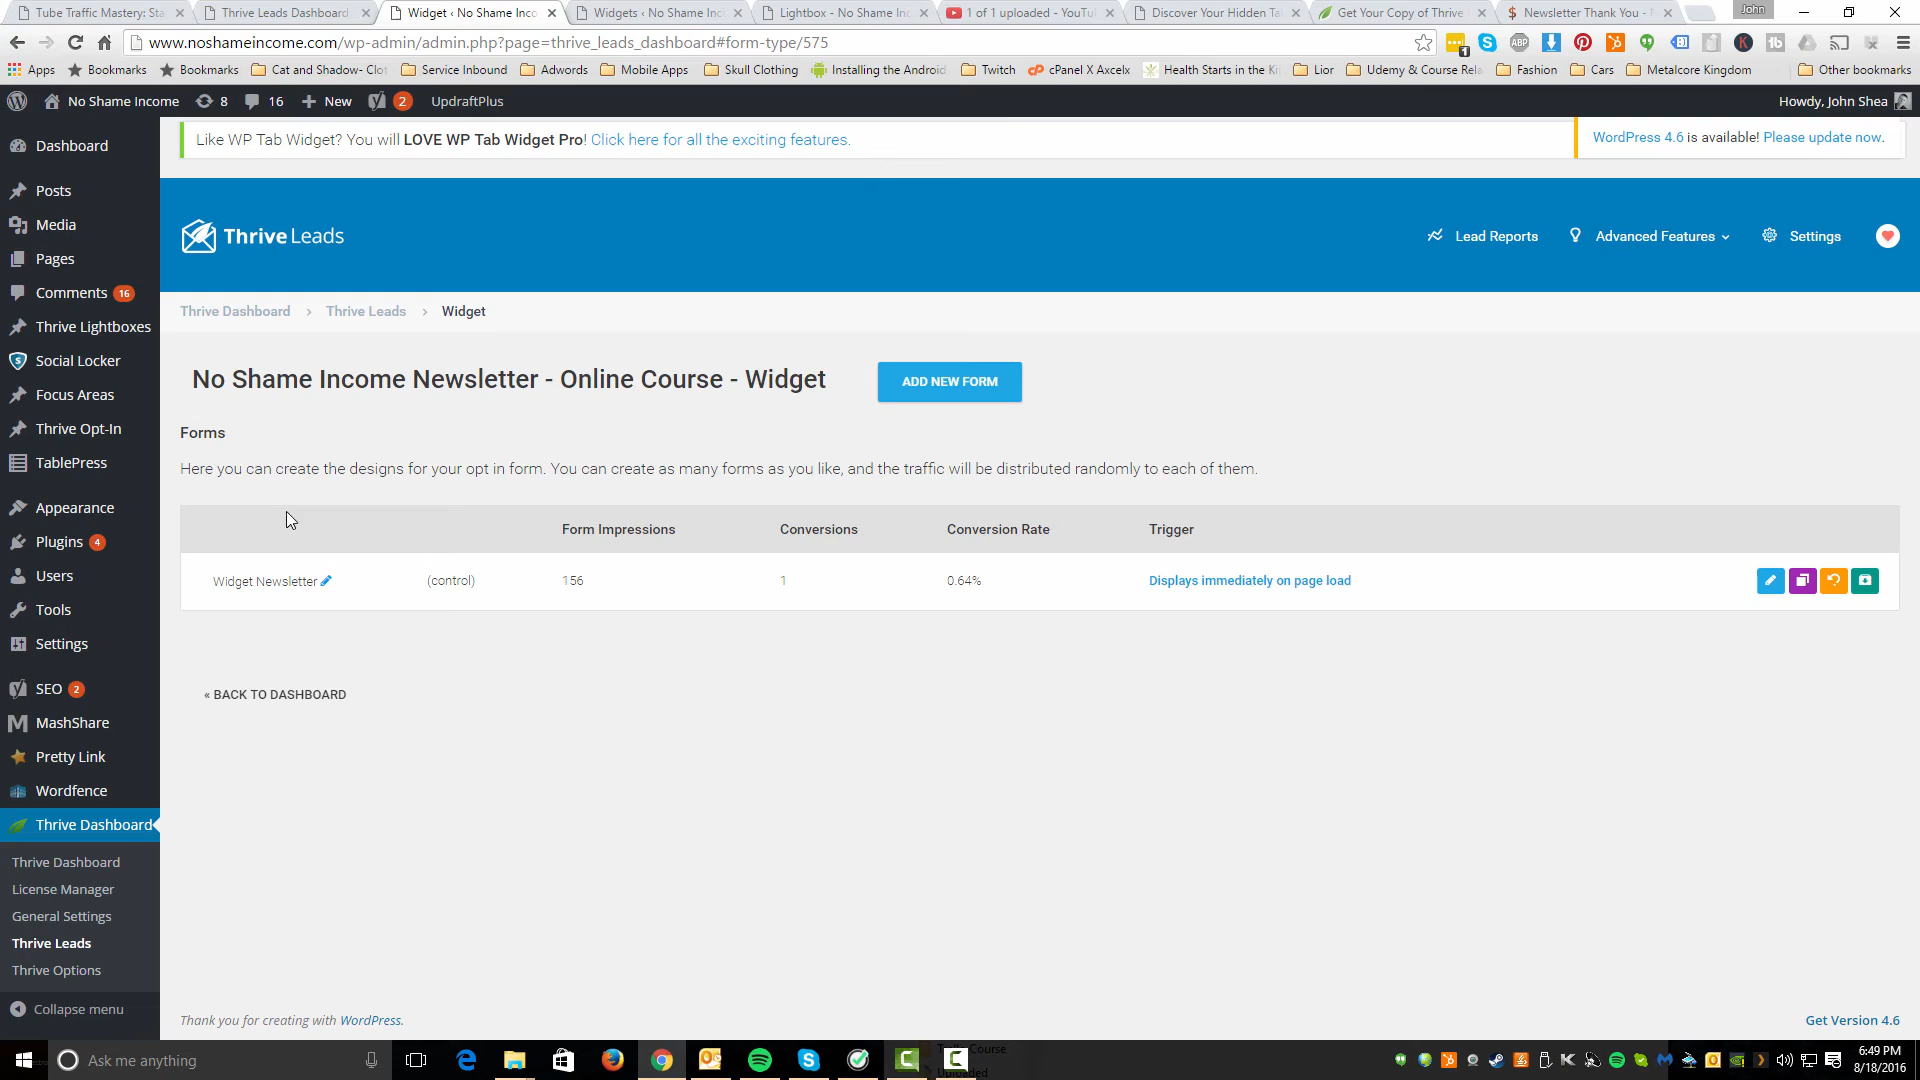 Tube Traffic Mastery: Sta
Thrive Leads Dashboard
Widget ‹ No Shame Inco
Widgets ‹ No Shame Inc
Lightbox - No Shame In
1 of 1 uploaded - YouTu
Discover Your Hidden Ta
Get Your Copy of Thrive
Newsletter Thank You -
John
www.noshameincome.com/wp-admin/admin.php?page=thrive_leads_dashboard#form-type/575
Apps
Bookmarks
Bookmarks
Cat and Shadow- Clot
Service Inbound
Adwords
Mobile Apps
Skull Clothing
Installing the Android
Twitch
cPanel X Axcelx
Health Starts in the Ki
Lior
Udemy & Course Rela
Fashion
Cars
Metalcore Kingdom
Other bookmarks
No Shame Income
8
16
New
2
UpdraftPlus
Howdy, John Shea
Like WP Tab Widget? You will LOVE WP Tab Widget Pro! Click here for all the exciting features.
WordPress 4.6 is available! Please update now.
Dashboard
Posts
Media
Pages
Comments 16
Thrive Lightboxes
Social Locker
Focus Areas
Thrive Opt-In
TablePress
Appearance
Plugins 4
Users
Tools
Settings
SEO 2
MashShare
Pretty Link
Wordfence
Thrive Dashboard
Thrive Dashboard
License Manager
General Settings
Thrive Leads
Thrive Options
Collapse menu
Thrive Leads
Lead Reports
Advanced Features
Settings
Thrive Dashboard › Thrive Leads › Widget
No Shame Income Newsletter - Online Course - Widget
ADD NEW FORM
Forms
Here you can create the designs for your opt in form. You can create as many forms as you like, and the traffic will be distributed randomly to each of them.
Form Impressions Conversions Conversion Rate Trigger
Widget Newsletter (control) 156 1 0.64% Displays immediately on page load
« BACK TO DASHBOARD
Thank you for creating with WordPress.
Get Version 4.6
Ask me anything
Course
Uploaded
6:49 PM
8/18/2016